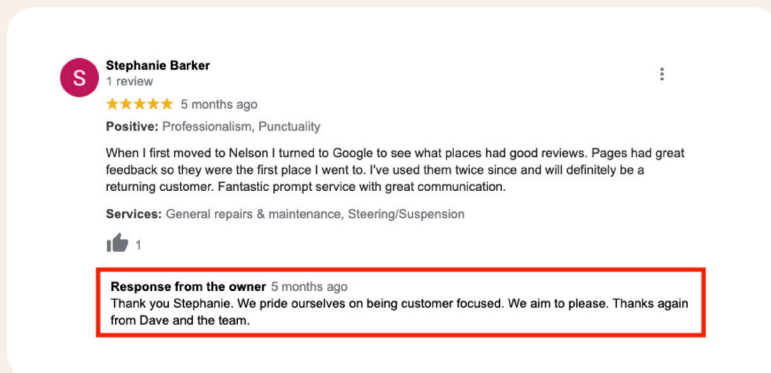 S
Stephanie Barker
1 review
5 months ago
Positive: Professionalism, Punctuality
When I first moved to Nelson I turned to Google to see what places had good reviews. Pages had great
feedback so they were the first place I went to. I've used them twice since and will definitely be a
returning customer. Fantastic prompt service with great communication.
Services: General repairs & maintenance, Steering/Suspension
1
Response from the owner 5 months ago
Thank you Stephanie. We pride ourselves on being customer focused. We aim to please. Thanks again
from Dave and the team.